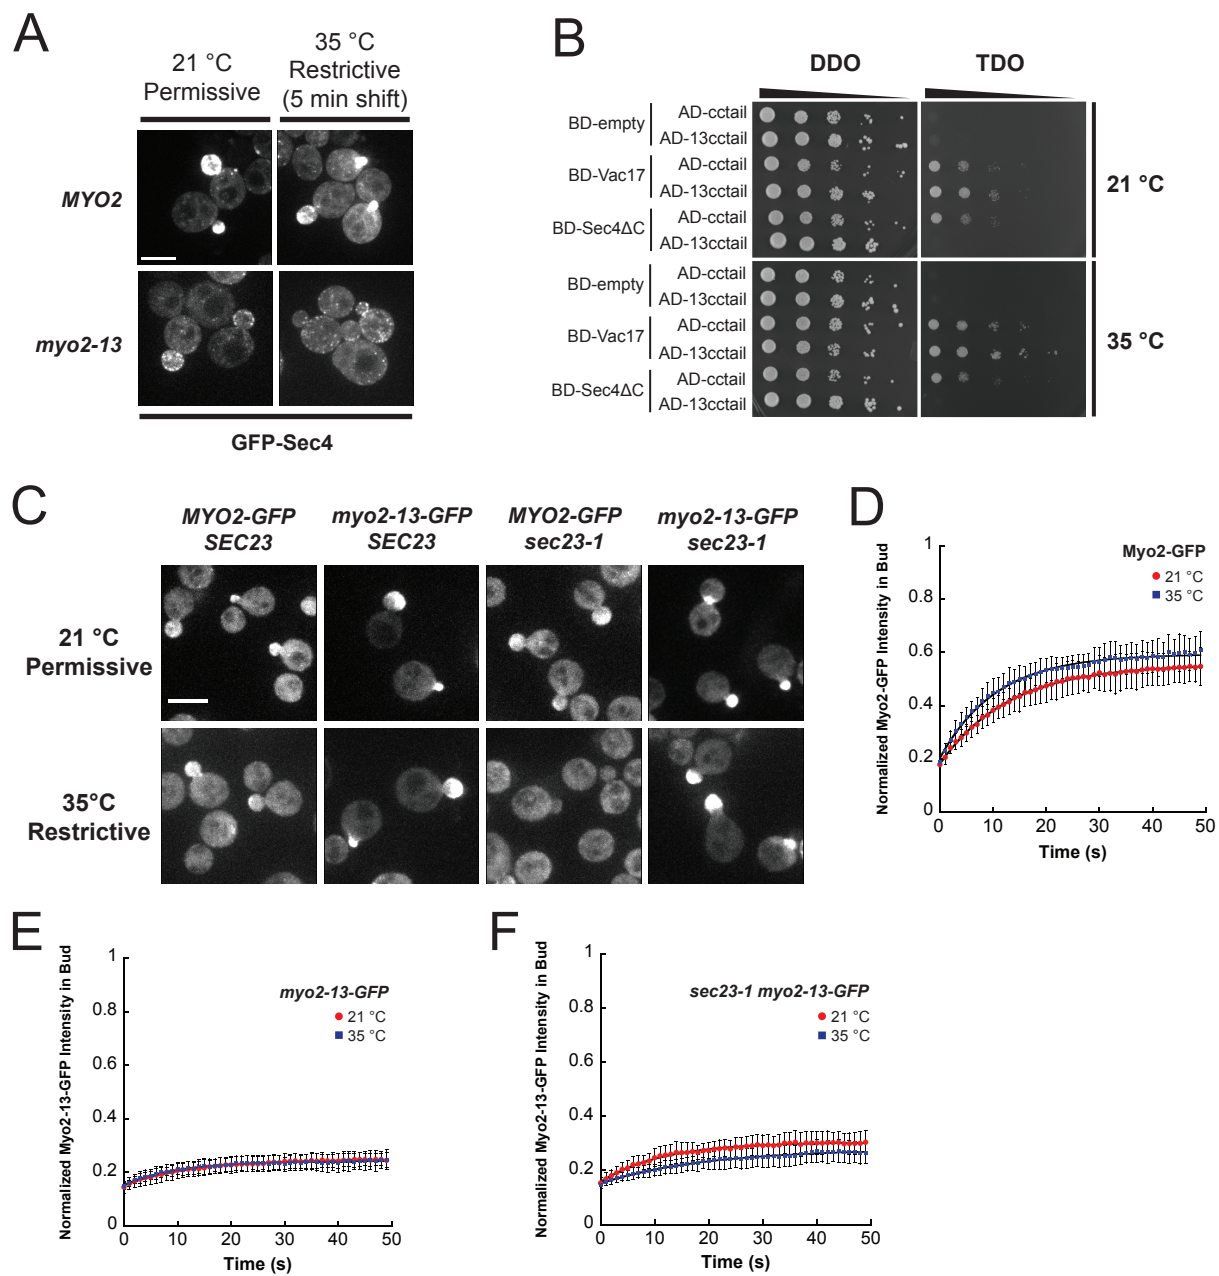 A
21 °C
Permissive
35 °C
Restrictive
(5 min shift)
MYO2
myo2-13
GFP-Sec4
B
DDO
TDO
BD-empty
AD-cctail
AD-13cctail
BD-Vac17
AD-cctail
AD-13cctail
BD-Sec4ΔC
AD-cctail
AD-13cctail
21 °C
BD-empty
AD-cctail
AD-13cctail
BD-Vac17
AD-cctail
AD-13cctail
BD-Sec4ΔC
AD-cctail
AD-13cctail
35 °C
C
MYO2-GFP
SEC23
myo2-13-GFP
SEC23
MYO2-GFP
sec23-1
myo2-13-GFP
sec23-1
21 °C
Permissive
35°C
Restrictive
D
Normalized Myo2-GFP Intensity in Bud
1
0.8
0.6
0.4
0.2
0
Myo2-GFP
21 °C
35 °C
0 10 20 30 40 50
Time (s)
E
Normalized Myo2-13-GFP Intensity in Bud
1
0.8
0.6
0.4
0.2
0
myo2-13-GFP
21 °C
35 °C
0 10 20 30 40 50
Time (s)
F
Normalized Myo2-13-GFP Intensity in Bud
1
0.8
0.6
0.4
0.2
0
sec23-1 myo2-13-GFP
21 °C
35 °C
0 10 20 30 40 50
Time (s)